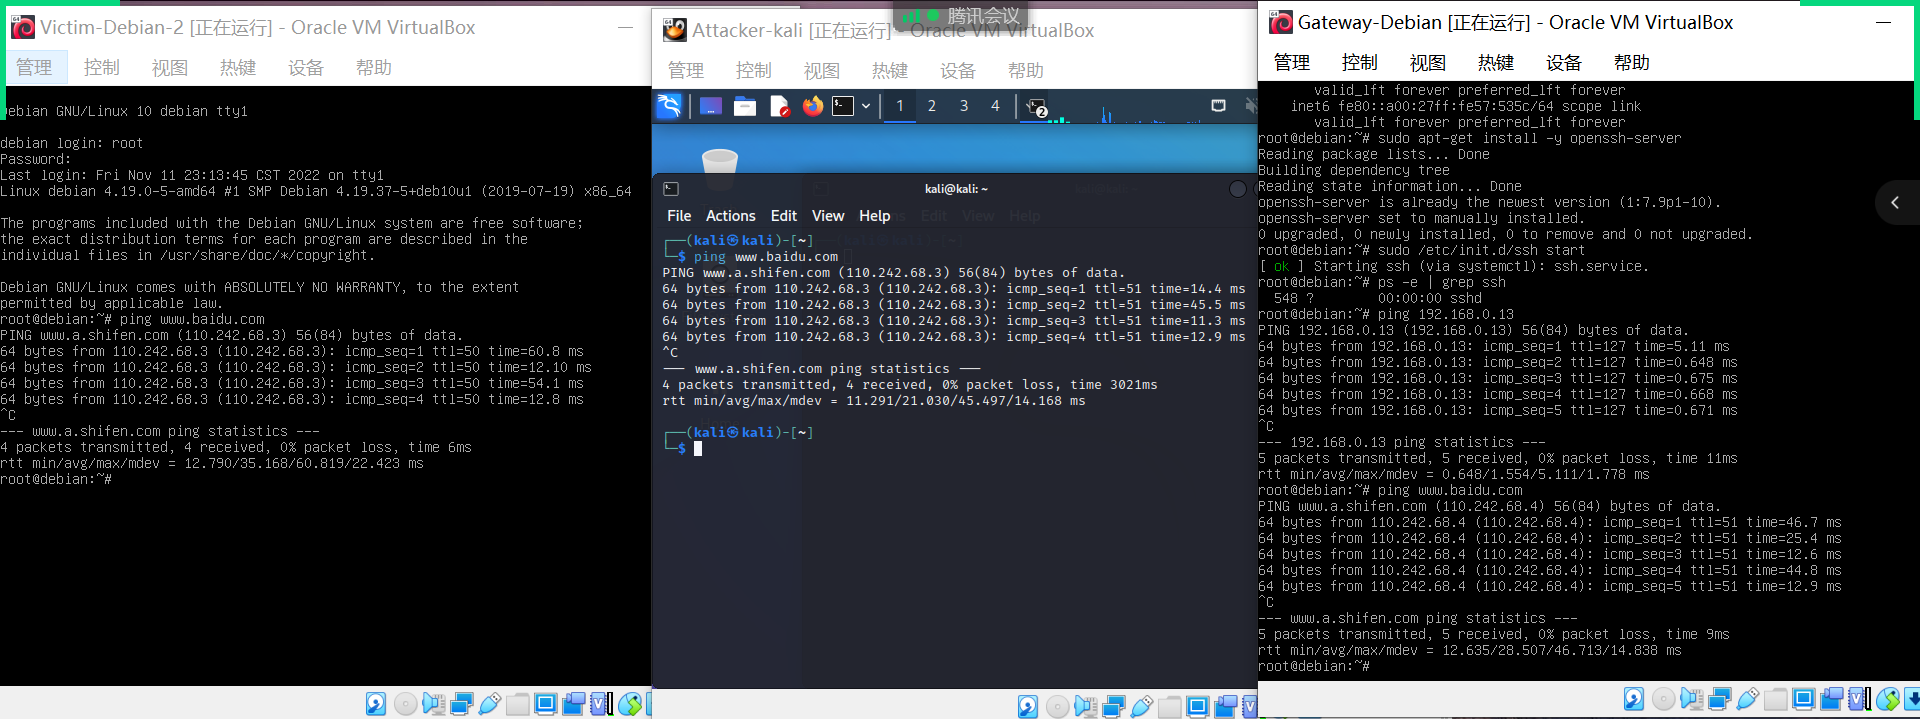 腾讯会议
Victim-Debian-2 [正在运行] - Oracle VM VirtualBox
管理 控制 视图 热键 设备 帮助
debian GNU/Linux 10 debian tty1
debian login: root
Password:
Last login: Fri Nov 11 23:13:45 CST 2022 on tty1
Linux debian 4.19.0-5-amd64 #1 SMP Debian 4.19.37-5+deb10u1 (2019-07-19) x86_64
The programs included with the Debian GNU/Linux system are free software;
the exact distribution terms for each program are described in the
individual files in /usr/share/doc/*/copyright.
Debian GNU/Linux comes with ABSOLUTELY NO WARRANTY, to the extent
permitted by applicable law.
root@debian:~# ping www.baidu.com
PING www.a.shifen.com (110.242.68.3) 56(84) bytes of data.
64 bytes from 110.242.68.3 (110.242.68.3): icmp_seq=1 ttl=50 time=60.8 ms
64 bytes from 110.242.68.3 (110.242.68.3): icmp_seq=2 ttl=50 time=12.10 ms
64 bytes from 110.242.68.3 (110.242.68.3): icmp_seq=3 ttl=50 time=54.1 ms
64 bytes from 110.242.68.3 (110.242.68.3): icmp_seq=4 ttl=50 time=12.8 ms
^C
--- www.a.shifen.com ping statistics ---
4 packets transmitted, 4 received, 0% packet loss, time 6ms
rtt min/avg/max/mdev = 12.790/35.168/60.819/22.423 ms
root@debian:~#
Attacker-kali [正在运行] - Oracle VM VirtualBox
管理 控制 视图 热键 设备 帮助
1 2 3 4 2
kali@kali: ~
File Actions Edit View Help
┌──(kali㉿kali)-[~]
└─$ ping www.baidu.com
PING www.a.shifen.com (110.242.68.3) 56(84) bytes of data.
64 bytes from 110.242.68.3 (110.242.68.3): icmp_seq=1 ttl=51 time=14.4 ms
64 bytes from 110.242.68.3 (110.242.68.3): icmp_seq=2 ttl=51 time=45.5 ms
64 bytes from 110.242.68.3 (110.242.68.3): icmp_seq=3 ttl=51 time=11.3 ms
64 bytes from 110.242.68.3 (110.242.68.3): icmp_seq=4 ttl=51 time=12.9 ms
^C
--- www.a.shifen.com ping statistics ---
4 packets transmitted, 4 received, 0% packet loss, time 3021ms
rtt min/avg/max/mdev = 11.291/21.030/45.497/14.168 ms
┌──(kali㉿kali)-[~]
└─$
Gateway-Debian [正在运行] - Oracle VM VirtualBox
管理 控制 视图 热键 设备 帮助
valid_lft forever preferred_lft forever
inet6 fe80::a00:27ff:fe57:535c/64 scope link
valid_lft forever preferred_lft forever
root@debian:~# sudo apt-get install -y openssh-server
Reading package lists... Done
Building dependency tree
Reading state information... Done
openssh-server is already the newest version (1:7.9p1-10).
openssh-server set to manually installed.
0 upgraded, 0 newly installed, 0 to remove and 0 not upgraded.
root@debian:~# sudo /etc/init.d/ssh start
[ ok ] Starting ssh (via systemctl): ssh.service.
root@debian:~# ps -e | grep ssh
548 ? 00:00:00 sshd
root@debian:~# ping 192.168.0.13
PING 192.168.0.13 (192.168.0.13) 56(84) bytes of data.
64 bytes from 192.168.0.13: icmp_seq=1 ttl=127 time=5.11 ms
64 bytes from 192.168.0.13: icmp_seq=2 ttl=127 time=0.648 ms
64 bytes from 192.168.0.13: icmp_seq=3 ttl=127 time=0.675 ms
64 bytes from 192.168.0.13: icmp_seq=4 ttl=127 time=0.668 ms
64 bytes from 192.168.0.13: icmp_seq=5 ttl=127 time=0.671 ms
^C
--- 192.168.0.13 ping statistics ---
5 packets transmitted, 5 received, 0% packet loss, time 11ms
rtt min/avg/max/mdev = 0.648/1.554/5.111/1.778 ms
root@debian:~# ping www.baidu.com
PING www.a.shifen.com (110.242.68.4) 56(84) bytes of data.
64 bytes from 110.242.68.4 (110.242.68.4): icmp_seq=1 ttl=51 time=46.7 ms
64 bytes from 110.242.68.4 (110.242.68.4): icmp_seq=2 ttl=51 time=25.4 ms
64 bytes from 110.242.68.4 (110.242.68.4): icmp_seq=3 ttl=51 time=12.6 ms
64 bytes from 110.242.68.4 (110.242.68.4): icmp_seq=4 ttl=51 time=44.8 ms
64 bytes from 110.242.68.4 (110.242.68.4): icmp_seq=5 ttl=51 time=12.9 ms
^C
--- www.a.shifen.com ping statistics ---
5 packets transmitted, 5 received, 0% packet loss, time 9ms
rtt min/avg/max/mdev = 12.635/28.507/46.713/14.838 ms
root@debian:~#